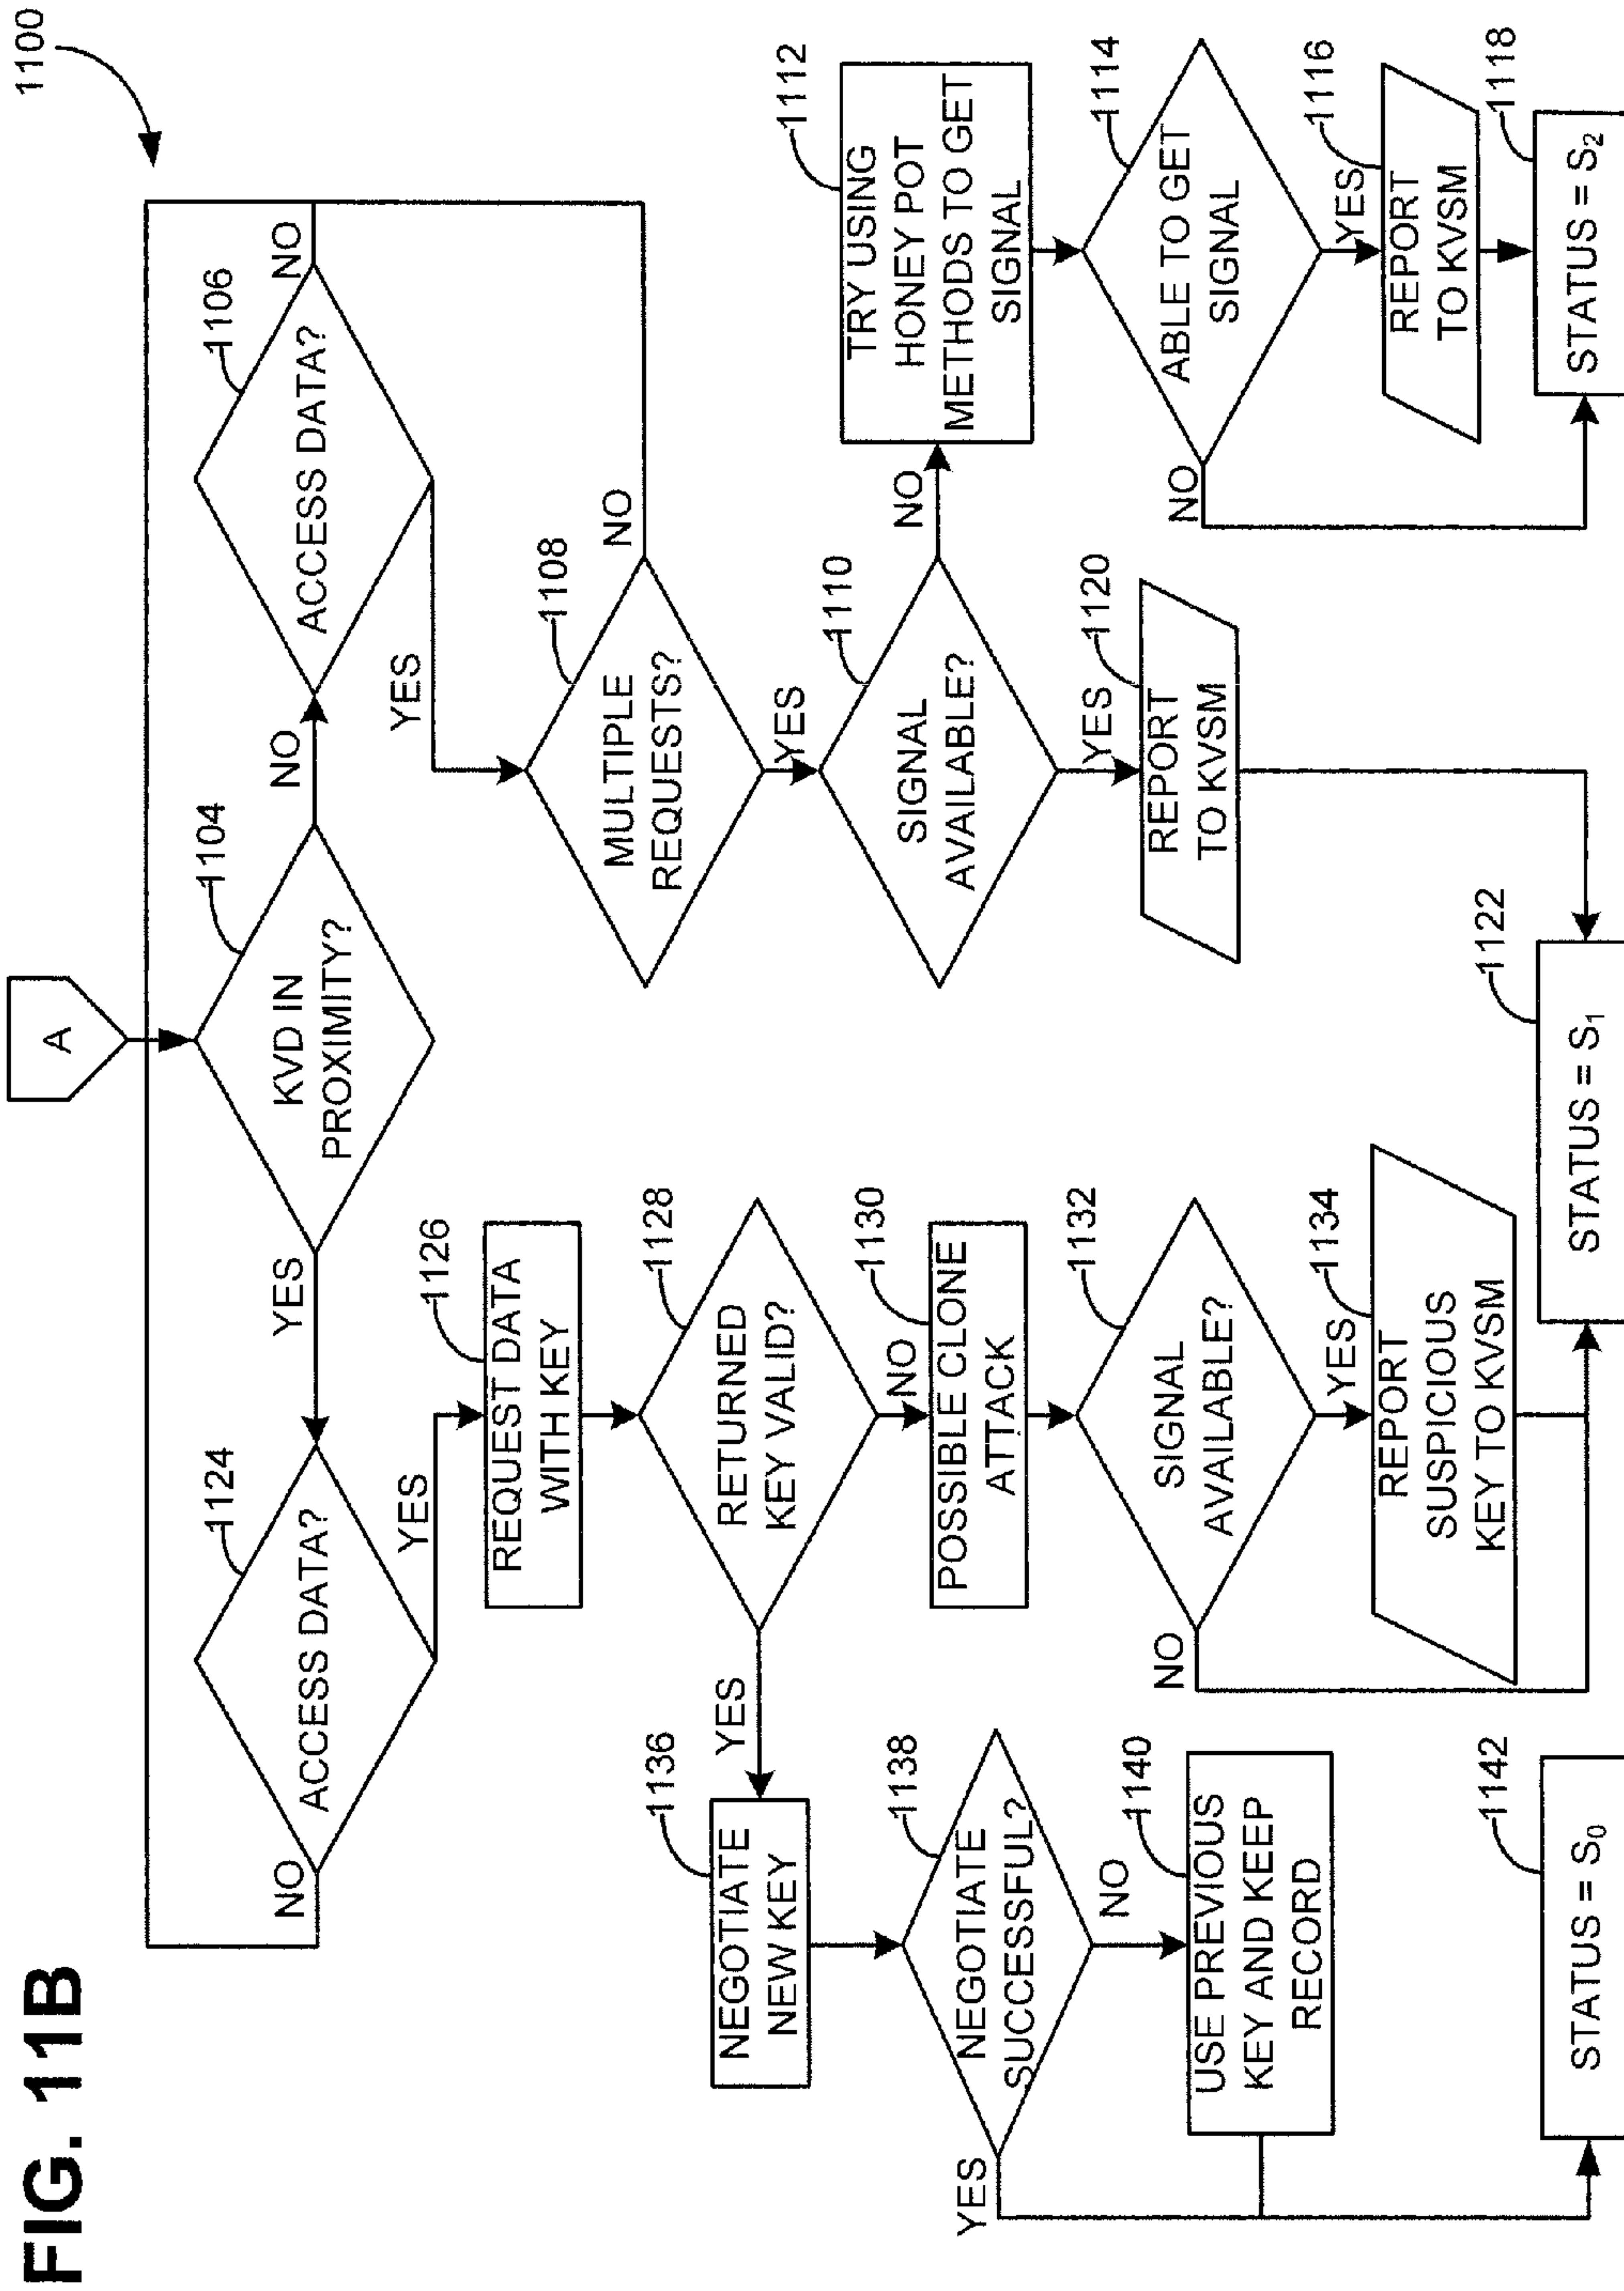 FIG. 11B
1100
A
1104
KVD IN
PROXIMITY?
NO
YES
1106
ACCESS DATA?
NO
YES
1108
MULTIPLE
REQUESTS?
NO
YES
1110
SIGNAL
AVAILABLE?
NO
YES
1112
TRY USING
HONEY POT
METHODS TO GET
SIGNAL
1114
ABLE TO GET
SIGNAL
NO
YES
1116
REPORT
TO KVSM
1118
STATUS = S₂
1120
REPORT
TO KVSM
1122
STATUS = S₁
1124
ACCESS DATA?
NO
YES
1126
REQUEST DATA
WITH KEY
1128
RETURNED
KEY VALID?
YES
NO
1130
POSSIBLE CLONE
ATTACK
1132
SIGNAL
AVAILABLE?
NO
YES
1134
REPORT
SUSPICIOUS
KEY TO KVSM
1136
NEGOTIATE
NEW KEY
1138
NEGOTIATE
SUCCESSFUL?
YES
NO
1140
USE PREVIOUS
KEY AND KEEP
RECORD
1142
STATUS = S₀